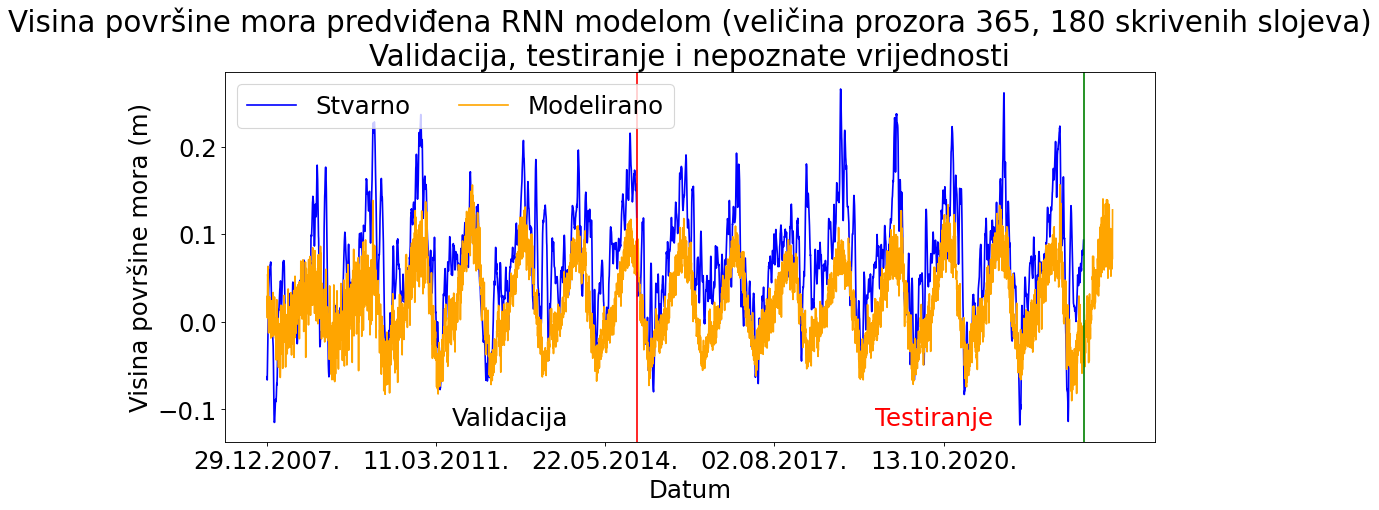 Visina površine mora predviđena RNN modelom (veličina prozora 365, 180 skrivenih slojeva)
Validacija, testiranje i nepoznate vrijednosti
Stvarno Modelirano
Visina površine mora (m)
0.2
0.1
0.0
−0.1
Validacija
Testiranje
29.12.2007. 11.03.2011. 22.05.2014. 02.08.2017. 13.10.2020.
Datum